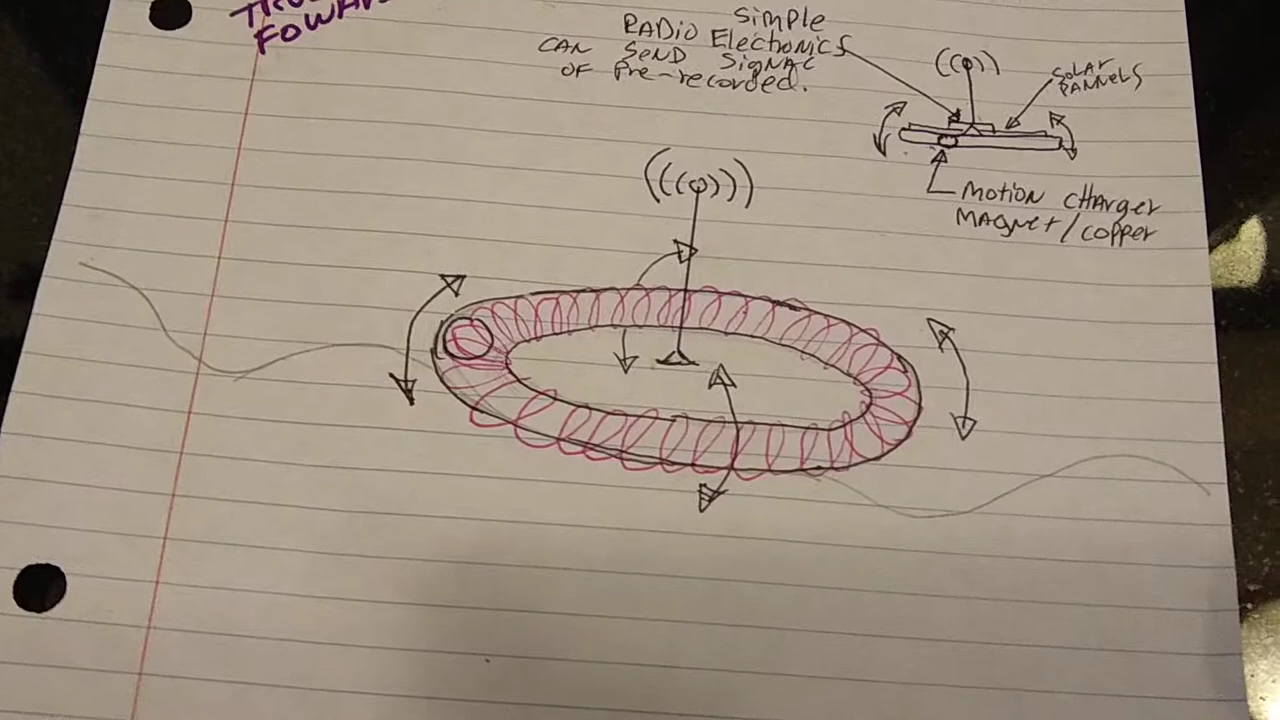 SiMPle
RADiO Electronics
CAN SeND SigNAL
OF Pre-recorded.
SOLAR
PANNELS
MOTiON CHArger
MAgnet/copper